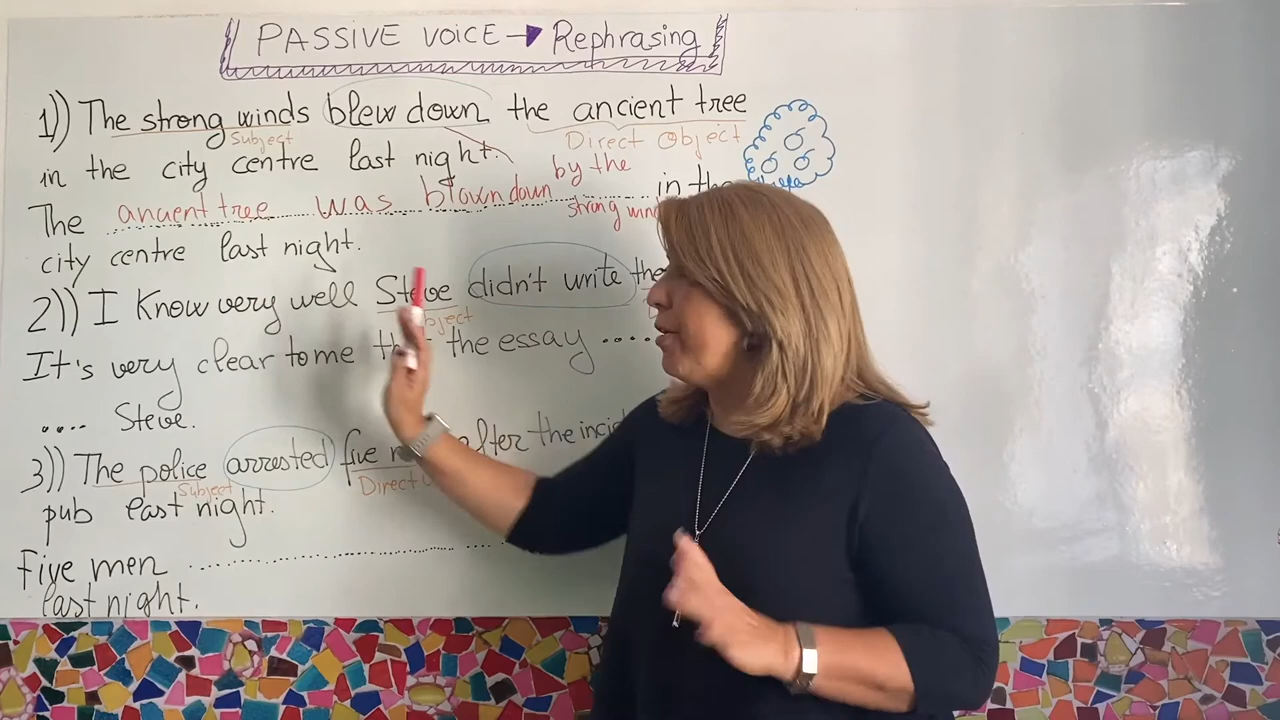 PASSIVE VOICE → Rephrasing
1)) The strong winds blew down the ancient tree
Subject Direct Object
in the city centre last night.
by the
The ancient tree was blown down in the
strong wind
city centre last night.
2)) I Know very well Steve didn't write the
It's very clear to me the essay ....
.... Steve.
3)) The police arrested five after the
Subject Direct
pub last night.
Five men
last night.